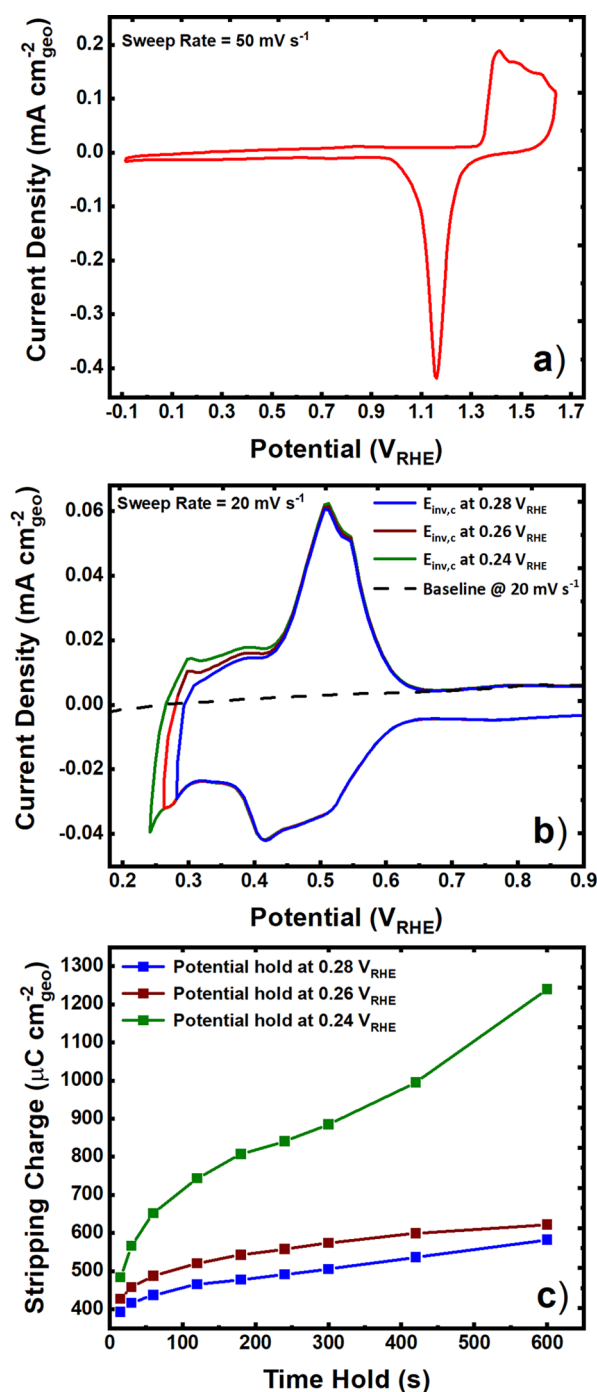 Sweep Rate = 50 mV s⁻¹
Current Density (mA cm⁻²geo)
0.2
0.1
0.0
-0.1
-0.2
-0.3
-0.4
a)
-0.1 0.1 0.3 0.5 0.7 0.9 1.1 1.3 1.5 1.7
Potential (VRHE)
Sweep Rate = 20 mV s⁻¹
Einv,c at 0.28 VRHE
Einv,c at 0.26 VRHE
Einv,c at 0.24 VRHE
Baseline @ 20 mV s⁻¹
Current Density (mA cm⁻²geo)
0.06
0.04
0.02
0.00
-0.02
-0.04
b)
0.2 0.3 0.4 0.5 0.6 0.7 0.8 0.9
Potential (VRHE)
Potential hold at 0.28 VRHE
Potential hold at 0.26 VRHE
Potential hold at 0.24 VRHE
Stripping Charge (μC cm⁻²geo)
1300
1200
1100
1000
900
800
700
600
500
400
c)
0 100 200 300 400 500 600
Time Hold (s)